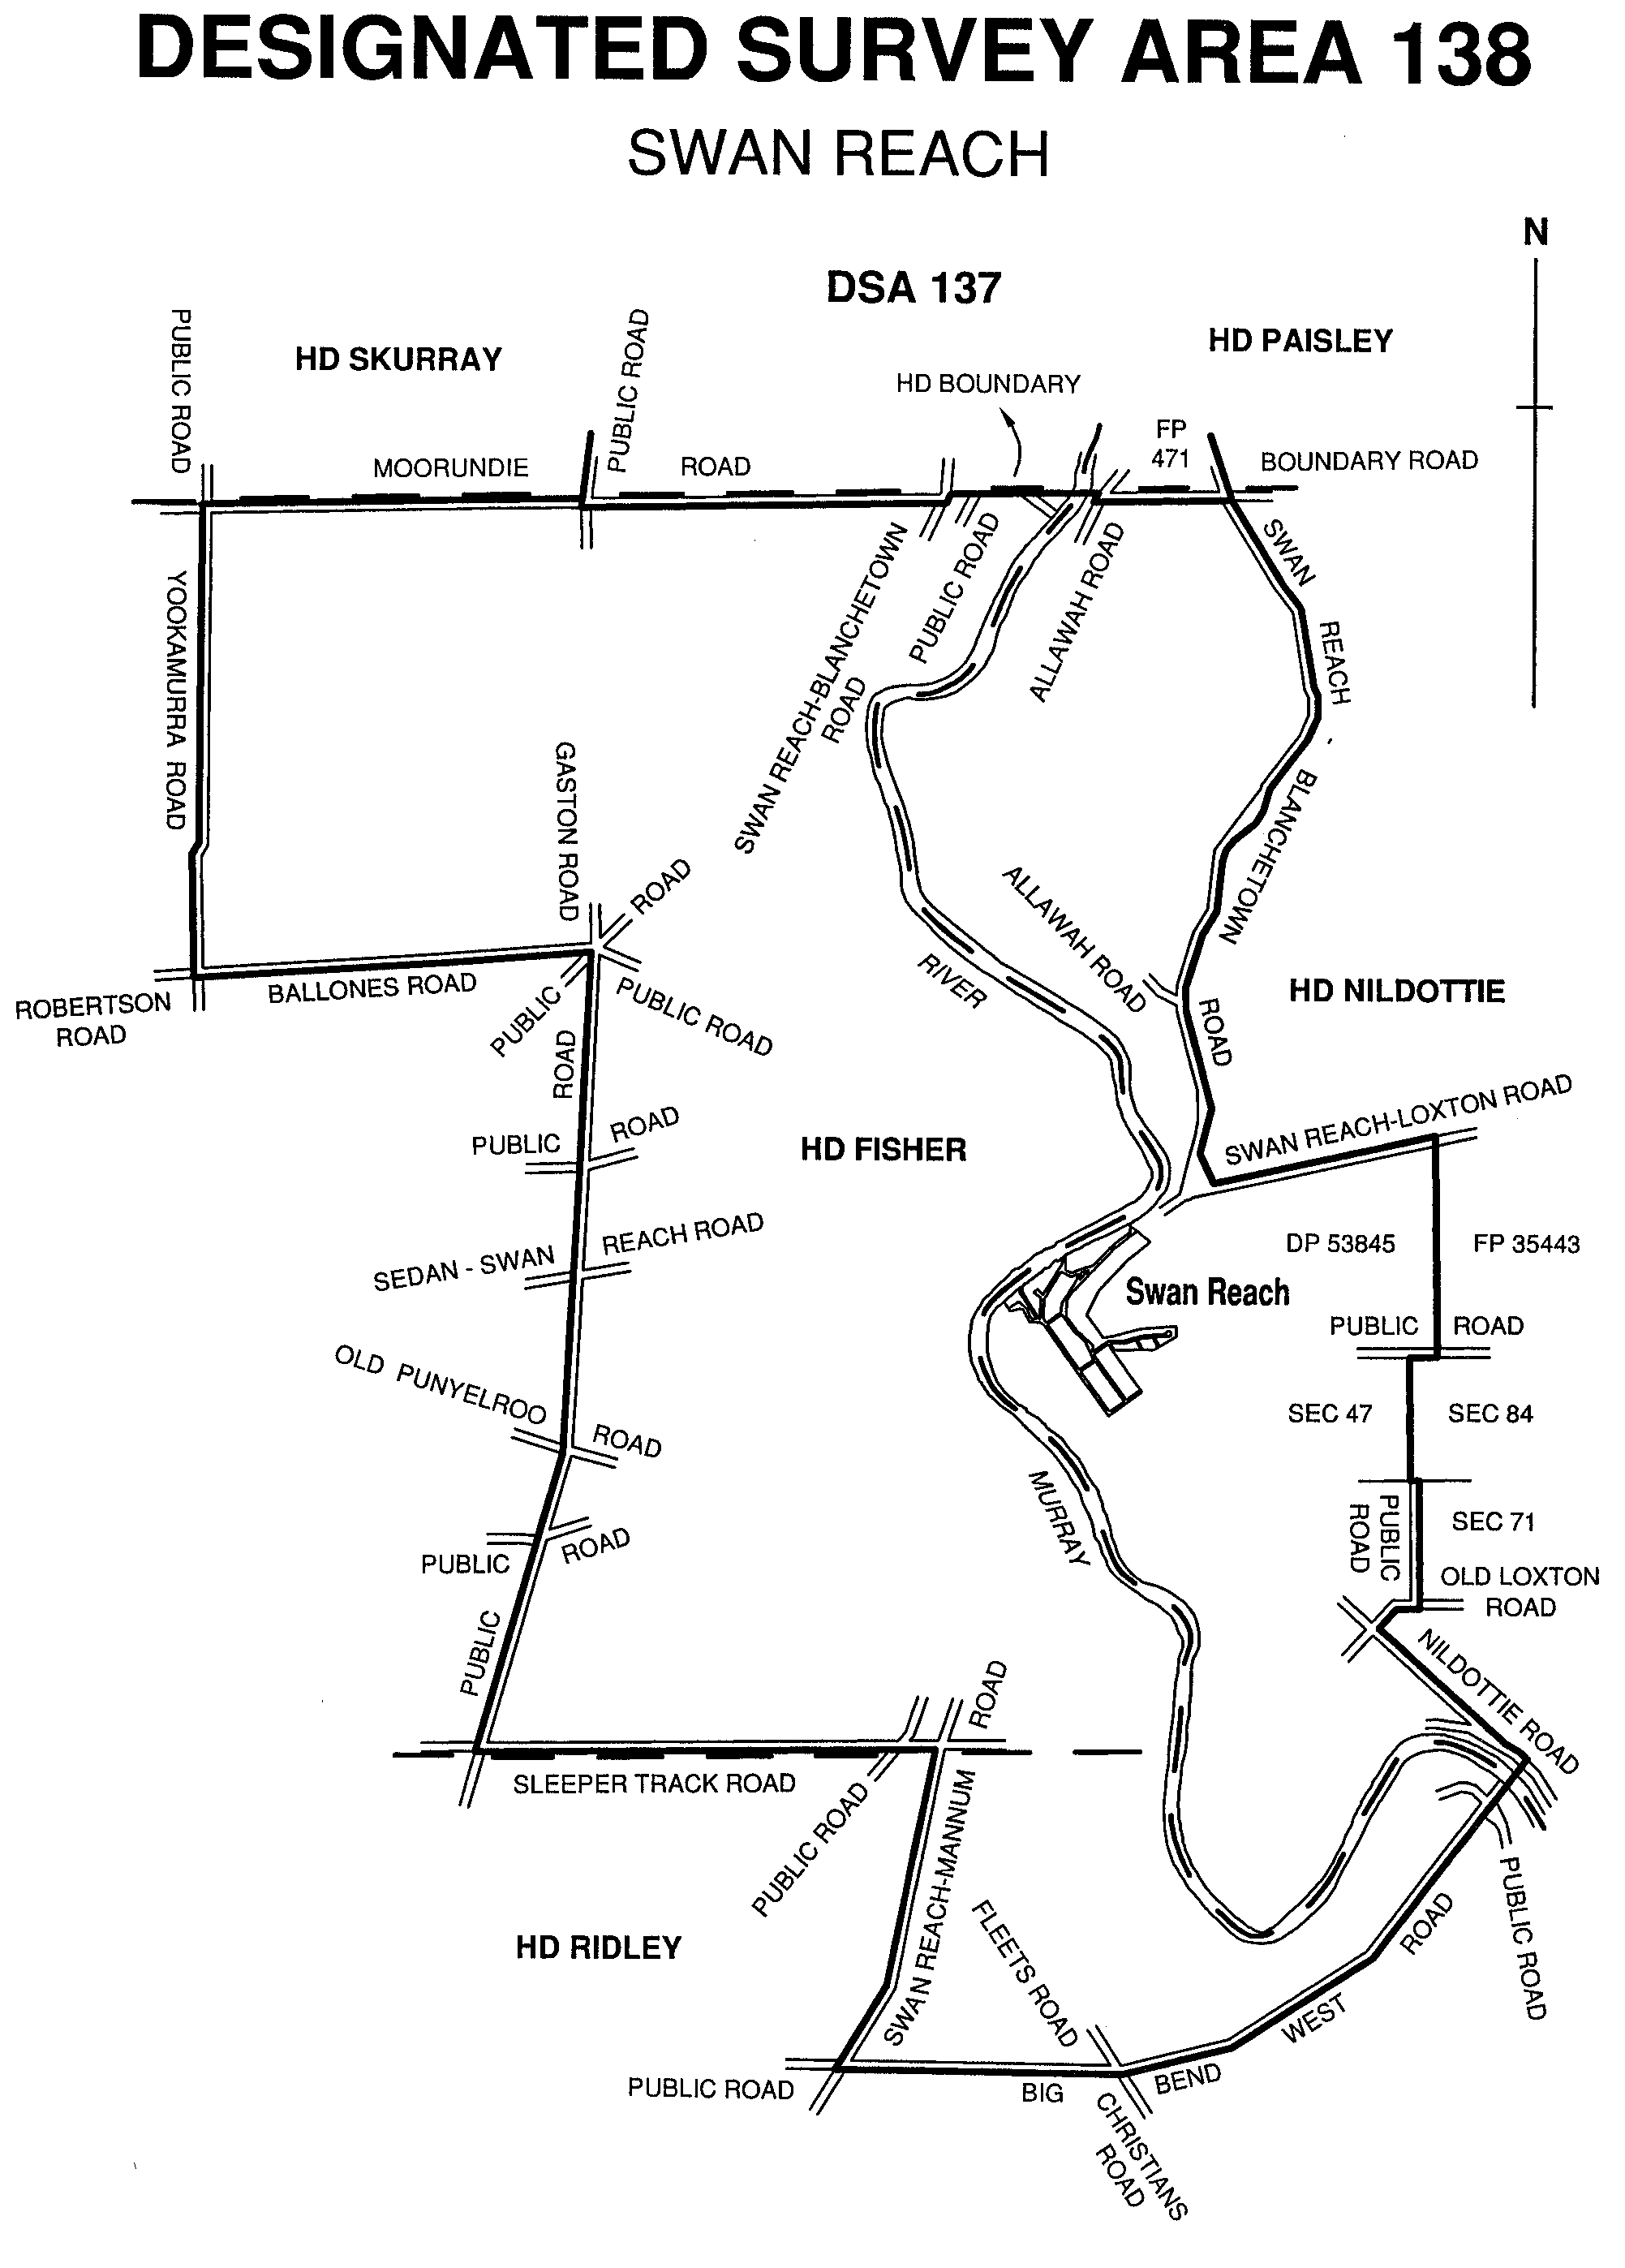 DESIGNATED SURVEY AREA 138
SWAN REACH
N
DSA 137
PUBLIC ROAD
HD SKURRAY
PUBLIC ROAD
HD PAISLEY
HD BOUNDARY
FP
471
MOORUNDIE
ROAD
BOUNDARY ROAD
YOOKAMURRA ROAD
SWAN REACH-BLANCHETOWN
ROAD
PUBLIC ROAD
ALLAWAH ROAD
SWAN
REACH
BLANCHETOWN
ROAD
GASTON ROAD
ROAD
PUBLIC
ALLAWAH ROAD
RIVER
HD NILDOTTIE
ROBERTSON
ROAD
BALLONES ROAD
PUBLIC ROAD
ROAD
PUBLIC
ROAD
HD FISHER
SWAN REACH-LOXTON ROAD
SEDAN - SWAN
REACH ROAD
DP 53845
FP 35443
Swan Reach
PUBLIC
ROAD
OLD PUNYELROO
ROAD
SEC 47
SEC 84
MURRAY
PUBLIC
ROAD
SEC 71
PUBLIC
ROAD
OLD LOXTON
ROAD
PUBLIC
NILDOTTIE ROAD
ROAD
SLEEPER TRACK ROAD
PUBLIC ROAD
SWAN REACH-MANNUM
HD RIDLEY
FLEETS ROAD
ROAD
PUBLIC ROAD
WEST
PUBLIC ROAD
BIG
BEND
CHRISTIANS
ROAD